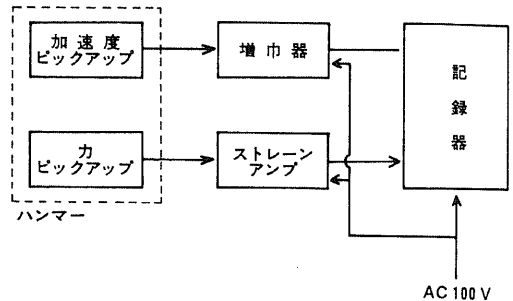 加速度
ピックアップ
増巾器
記録器
力
ピックアップ
ストレーン
アンプ
ハンマー
AC 100 V